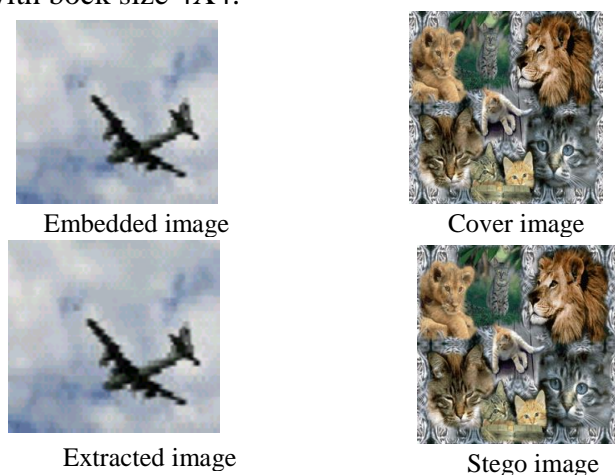 with bock size 4X4.
Embedded image
Cover image
Extracted image
Stego image